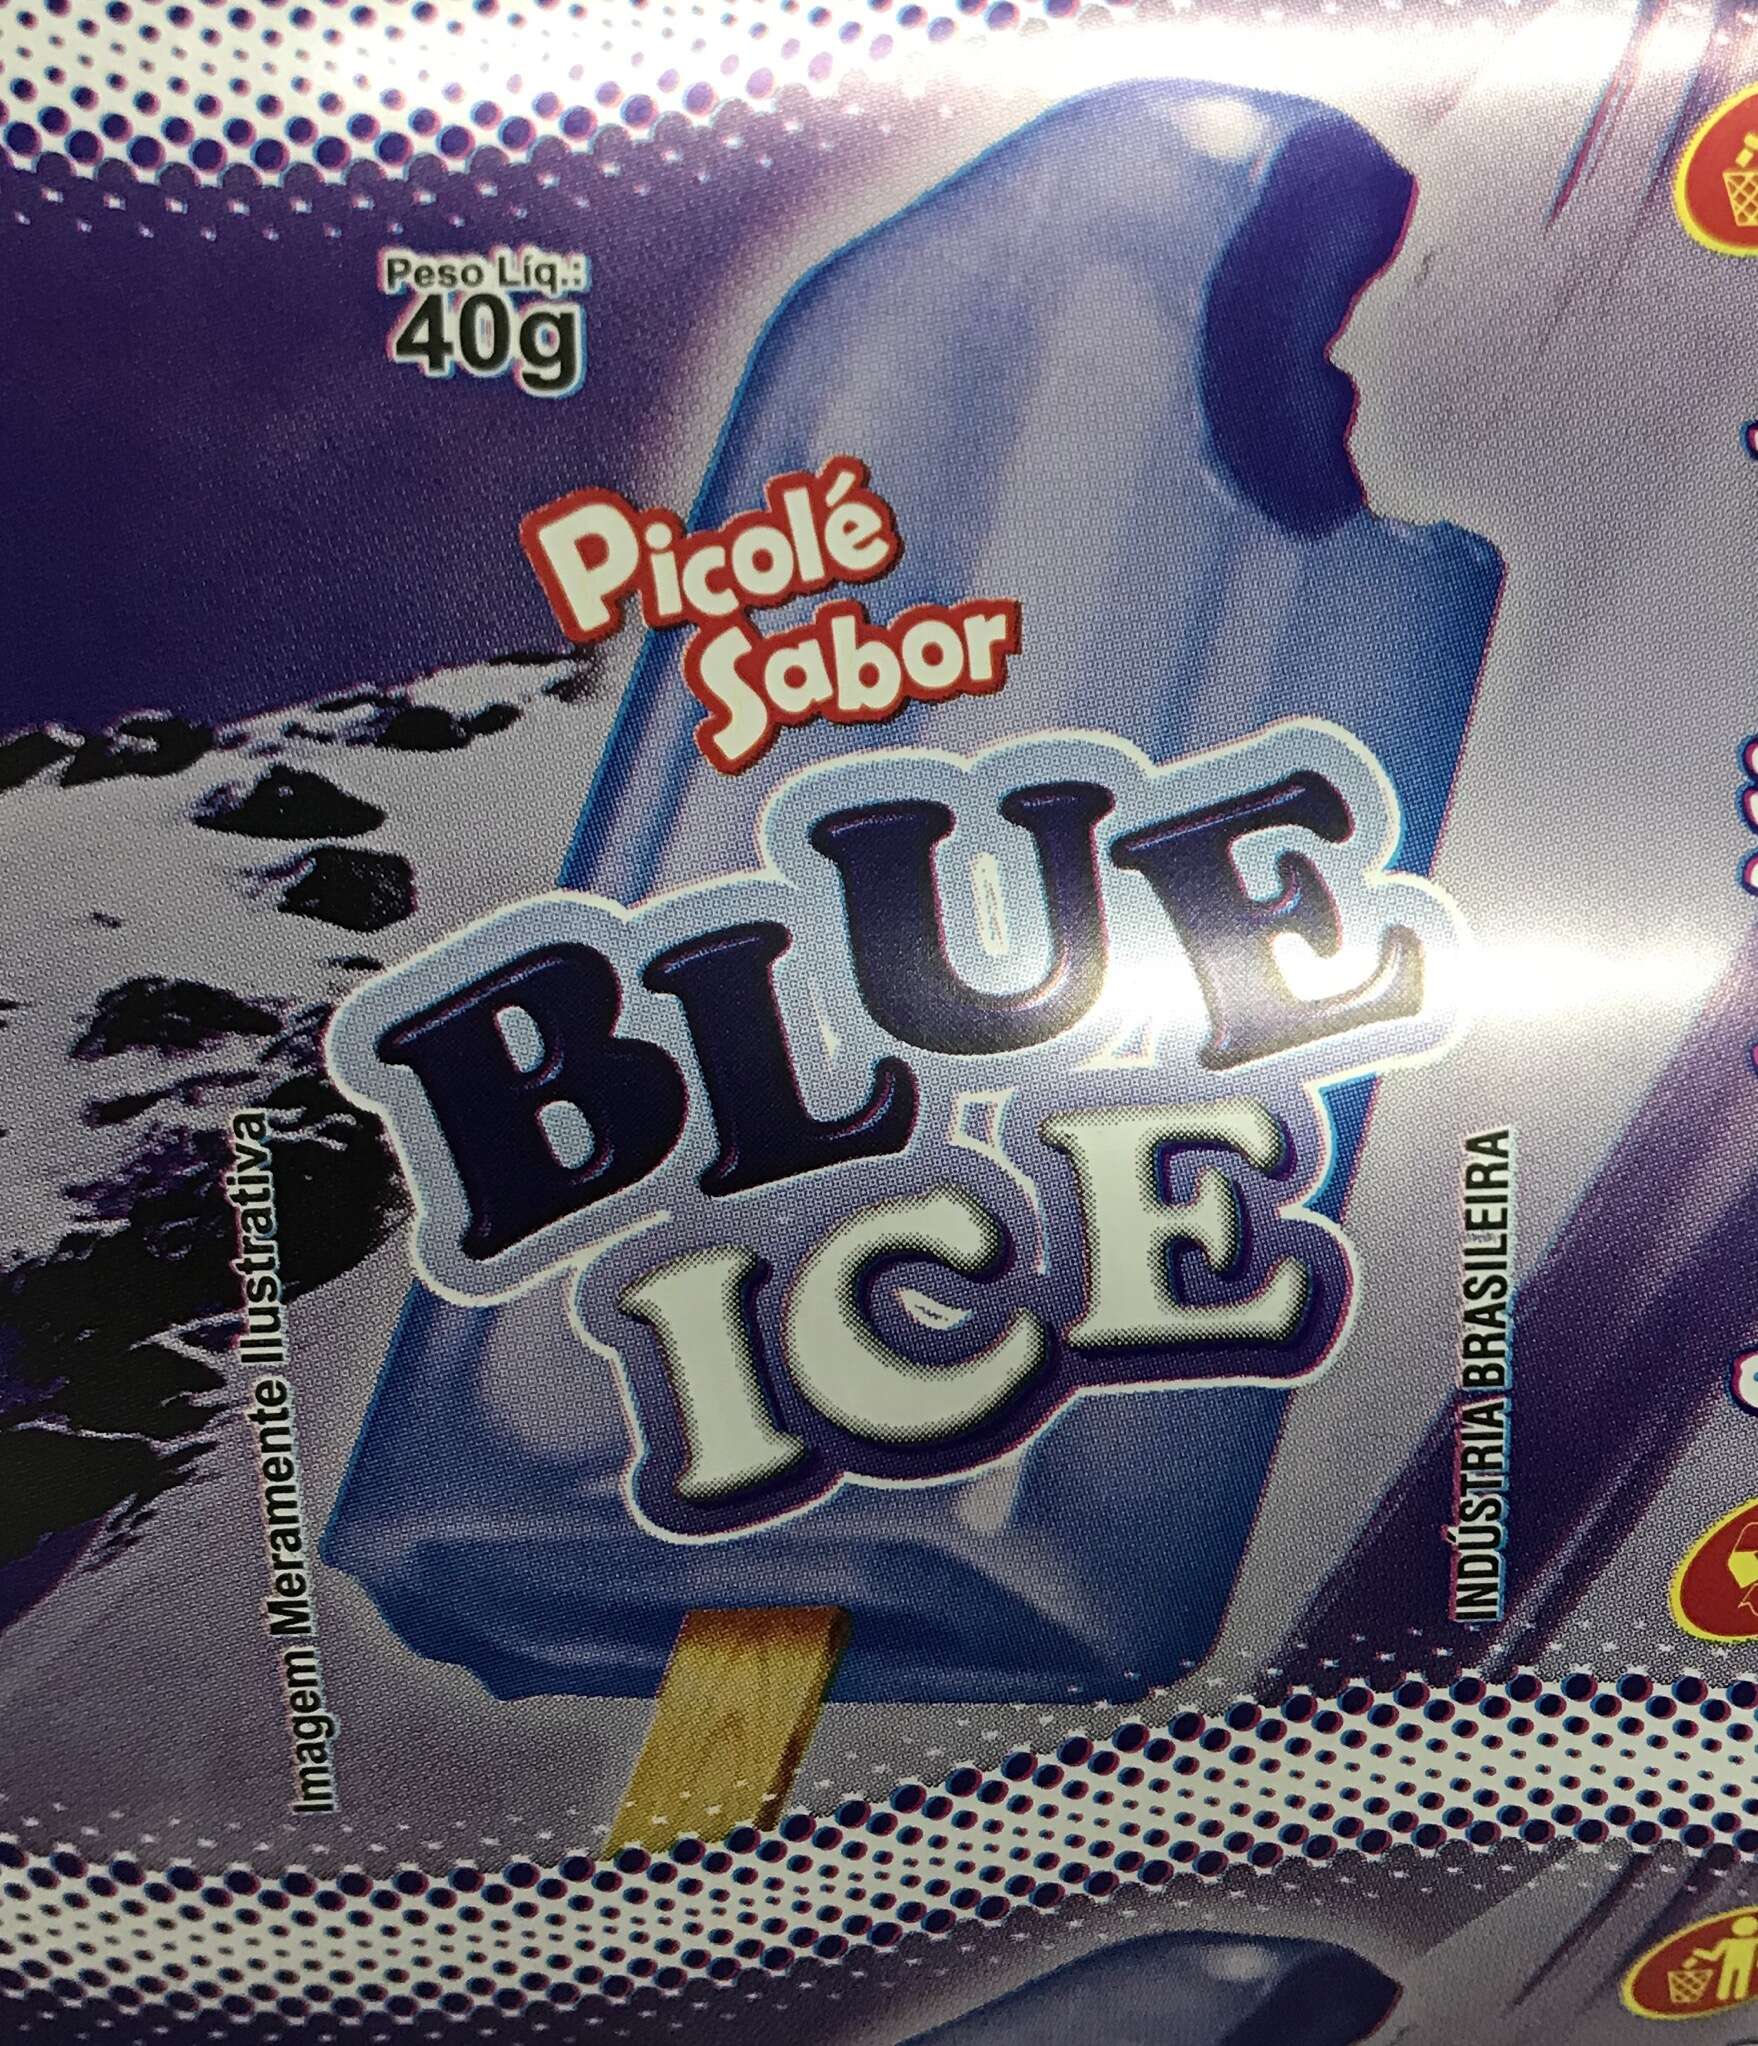 Peso Líq.:
40g
Picolé
Sabor
BLUE
ICE
Imagem Meramente Ilustrativa
INDÚSTRIA BRASILEIRA